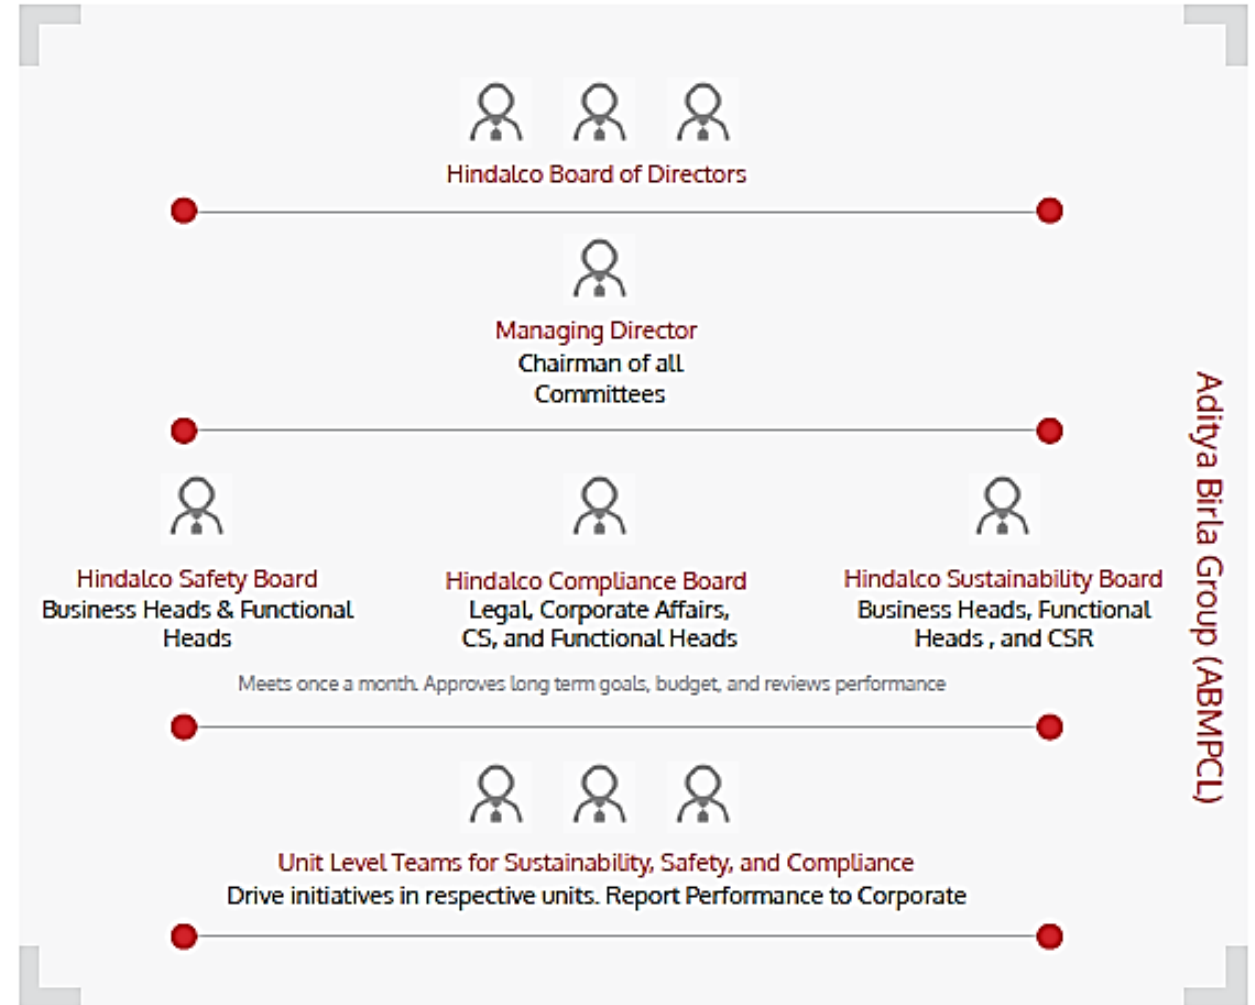 Hindalco Board of Directors
Managing Director
Chairman of all
Committees
Hindalco Safety Board
Business Heads & Functional
Heads
Hindalco Compliance Board
Legal, Corporate Affairs,
CS, and Functional Heads
Hindalco Sustainability Board
Business Heads, Functional
Heads , and CSR
Meets once a month. Approves long term goals, budget, and reviews performance
Unit Level Teams for Sustainability, Safety, and Compliance
Drive initiatives in respective units. Report Performance to Corporate
Aditya Birla Group (ABMPCL)